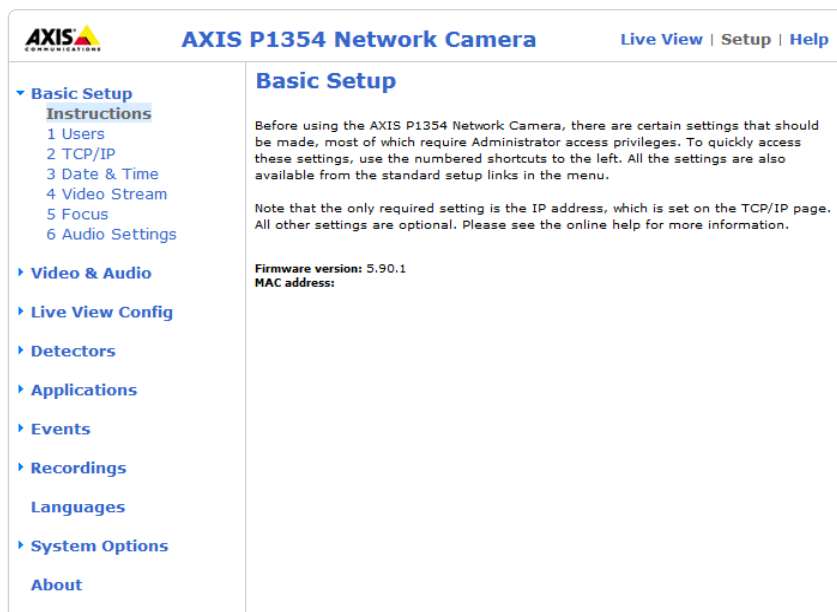 AXIS
COMMUNICATIONS
AXIS P1354 Network Camera
Live View | Setup | Help
Basic Setup
Instructions
1 Users
2 TCP/IP
3 Date & Time
4 Video Stream
5 Focus
6 Audio Settings
Video & Audio
Live View Config
Detectors
Applications
Events
Recordings
Languages
System Options
About
Basic Setup
Before using the AXIS P1354 Network Camera, there are certain settings that should
be made, most of which require Administrator access privileges. To quickly access
these settings, use the numbered shortcuts to the left. All the settings are also
available from the standard setup links in the menu.
Note that the only required setting is the IP address, which is set on the TCP/IP page.
All other settings are optional. Please see the online help for more information.
Firmware version: 5.90.1
MAC address: